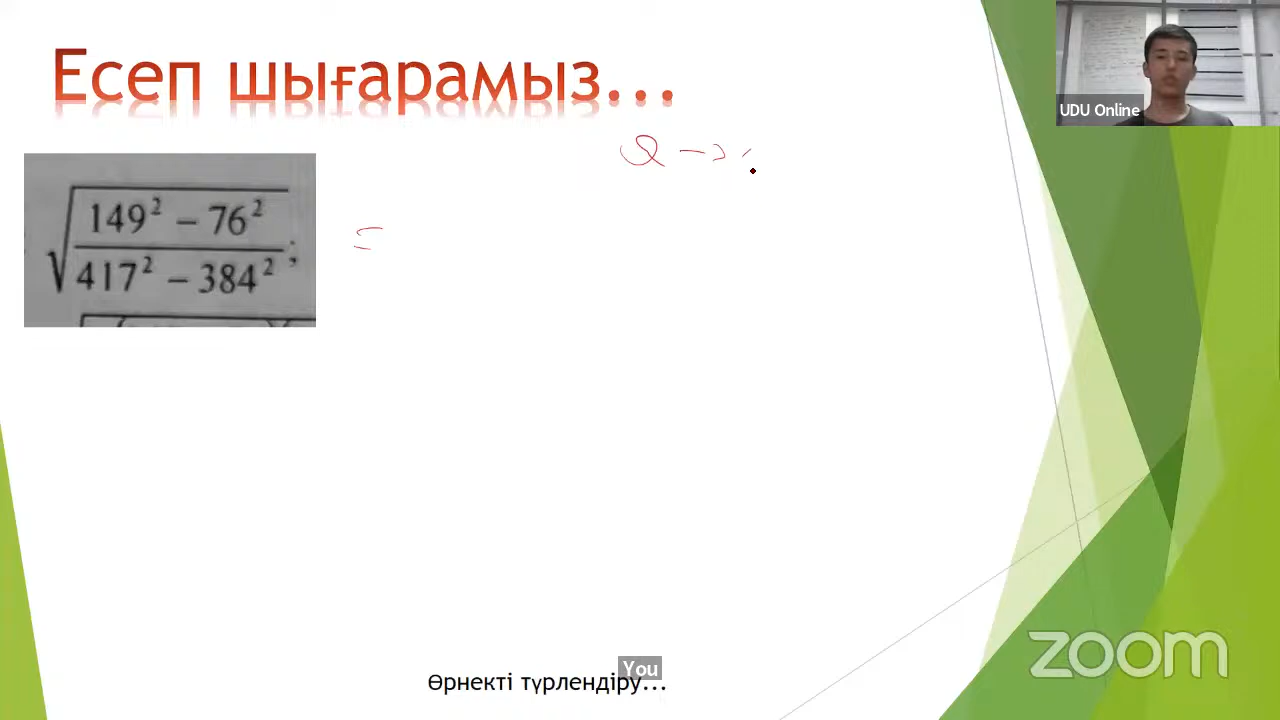 Есеп шығарамыз...
UDU Online
√(149² − 76² / 417² − 384²);
=
zoom
You
Өрнекті түрлендіру...